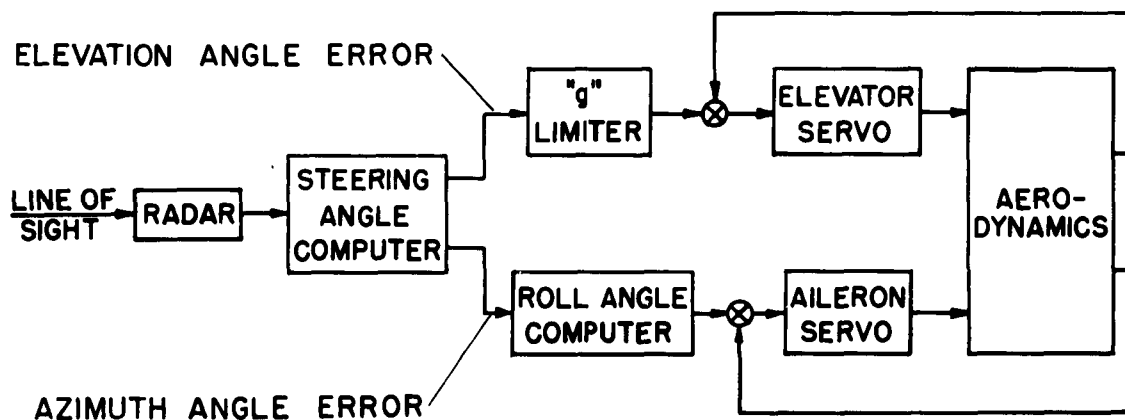 ELEVATION ANGLE ERROR
"g"
LIMITER
ELEVATOR
SERVO
LINE OF
SIGHT
RADAR
STEERING
ANGLE
COMPUTER
AERO-
DYNAMICS
ROLL ANGLE
COMPUTER
AILERON
SERVO
AZIMUTH ANGLE ERROR